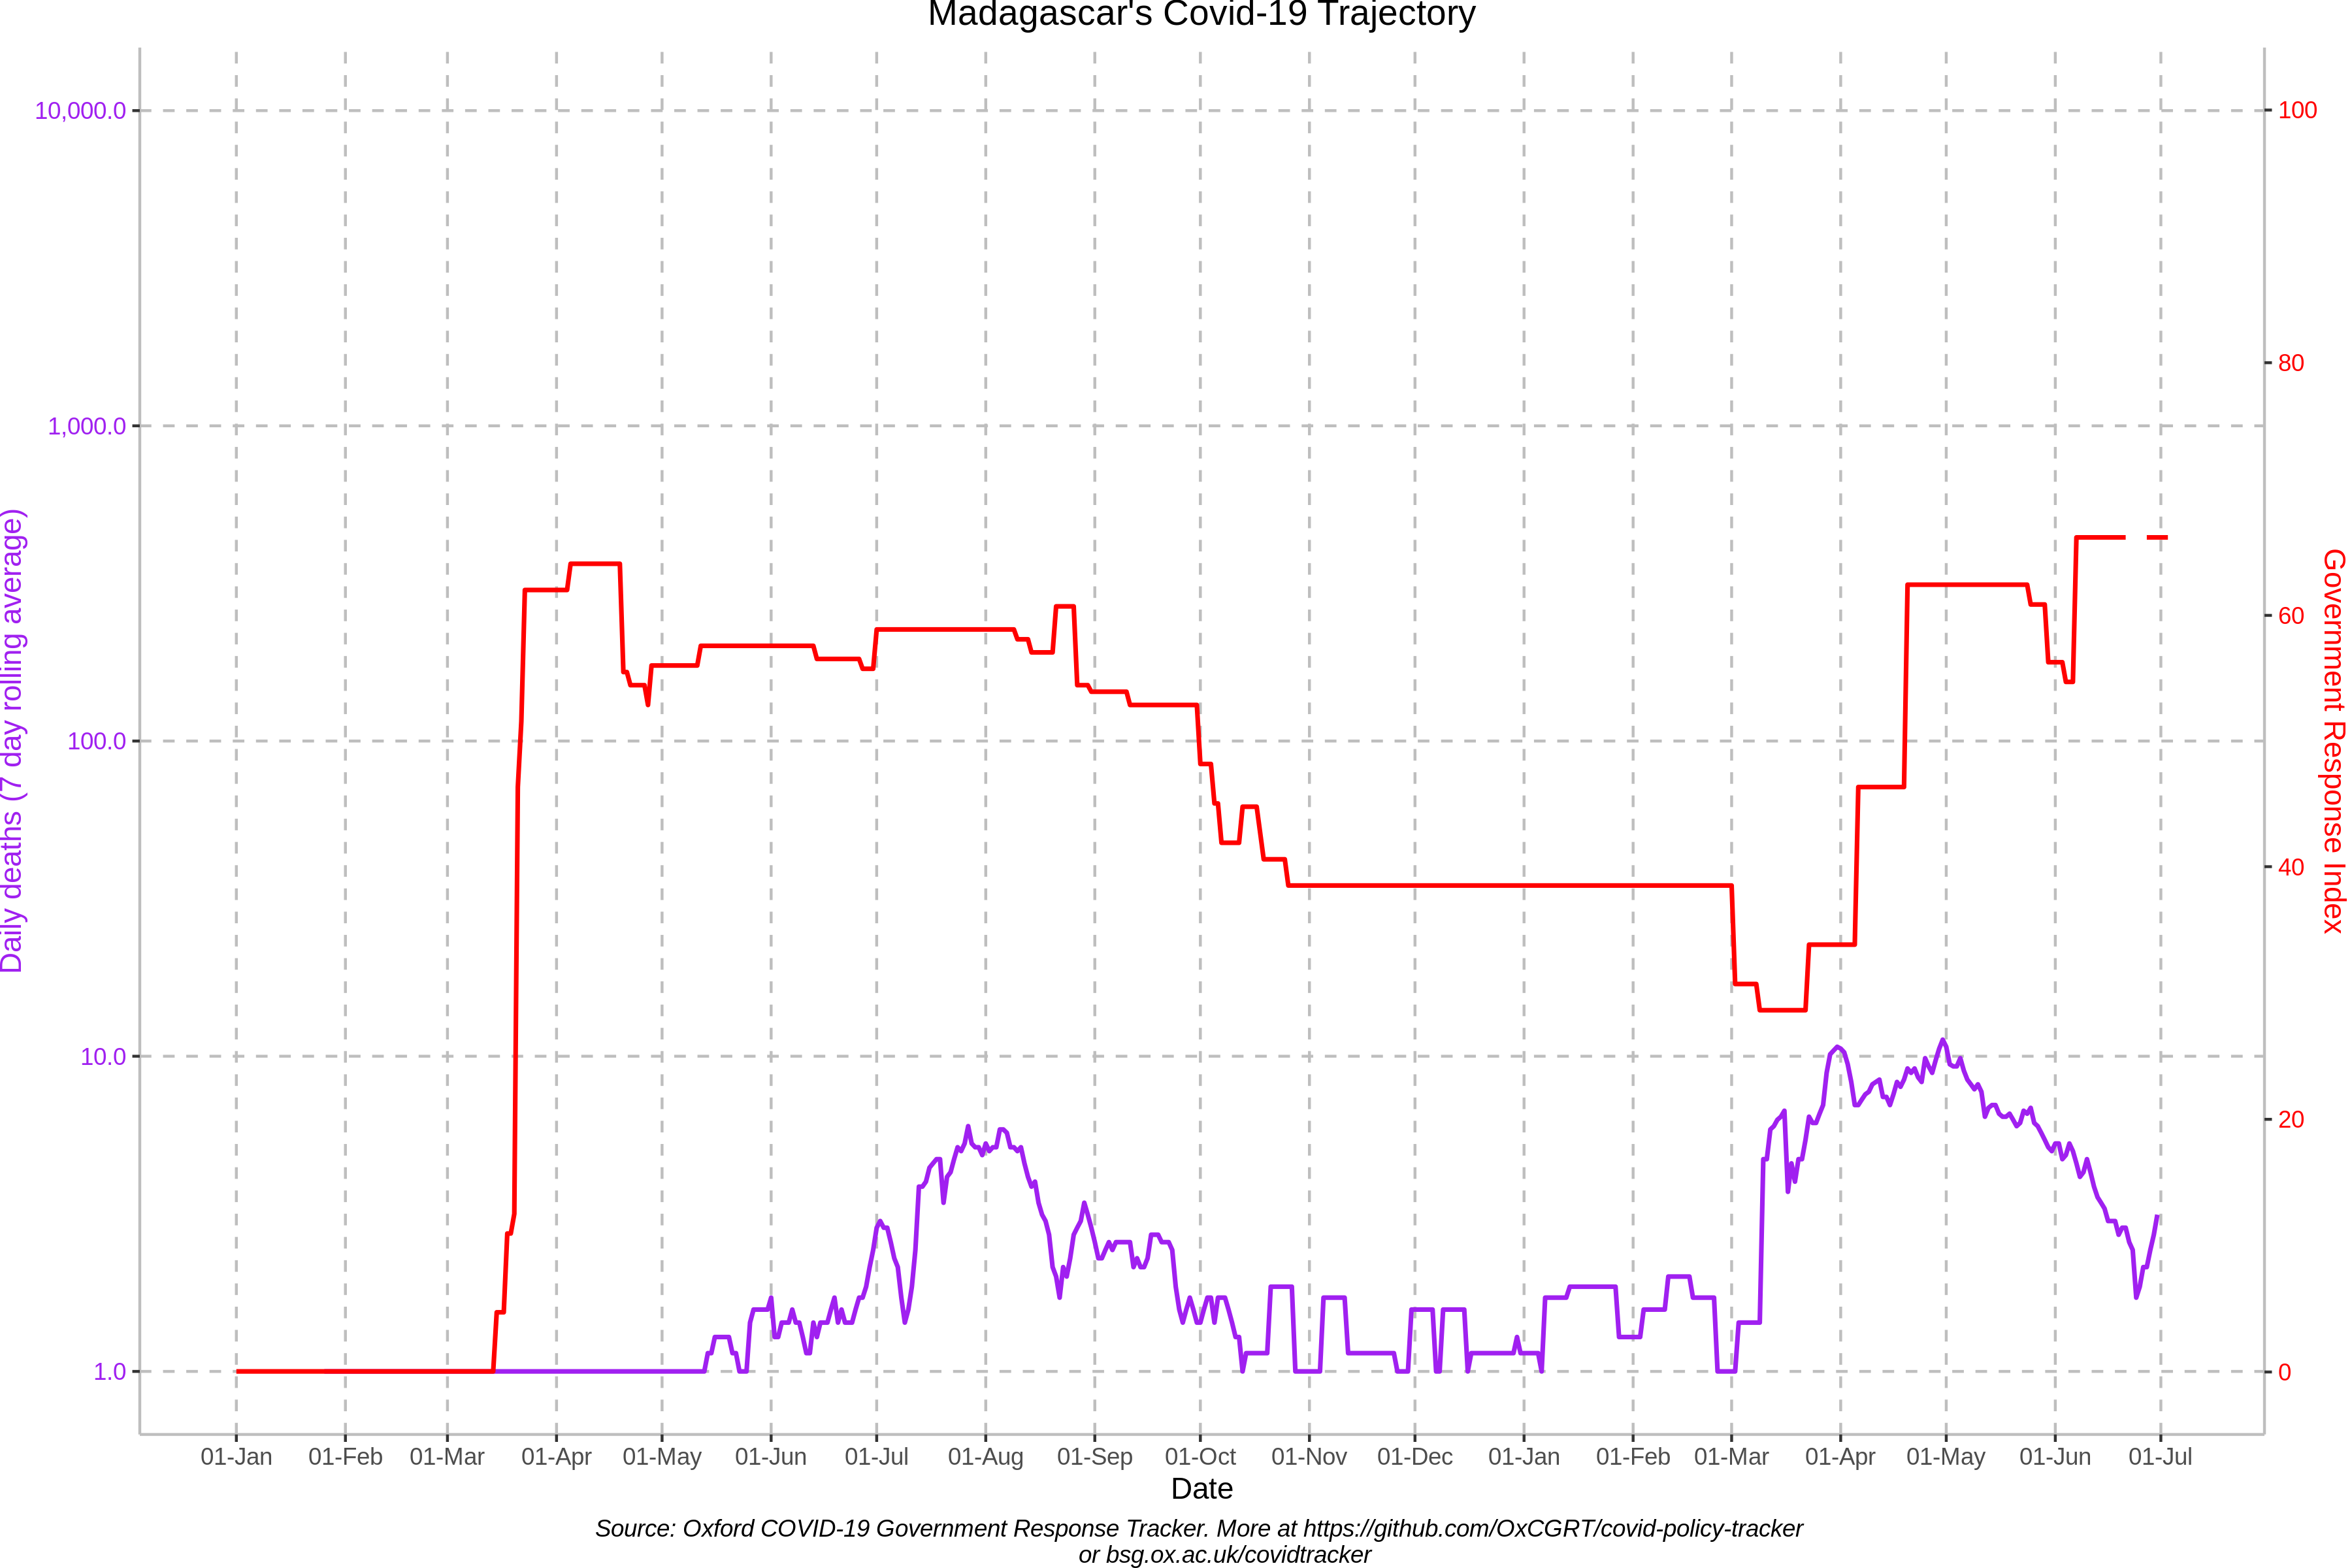 Madagascar's Covid-19 Trajectory
10,000.0
1,000.0
100.0
10.0
1.0
Daily deaths (7 day rolling average)
100
80
60
40
20
0
Government Response Index
01-Jan 01-Feb 01-Mar 01-Apr 01-May 01-Jun 01-Jul 01-Aug 01-Sep 01-Oct 01-Nov 01-Dec 01-Jan 01-Feb 01-Mar 01-Apr 01-May 01-Jun 01-Jul
Date
Source: Oxford COVID-19 Government Response Tracker. More at https://github.com/OxCGRT/covid-policy-tracker
or bsg.ox.ac.uk/covidtracker